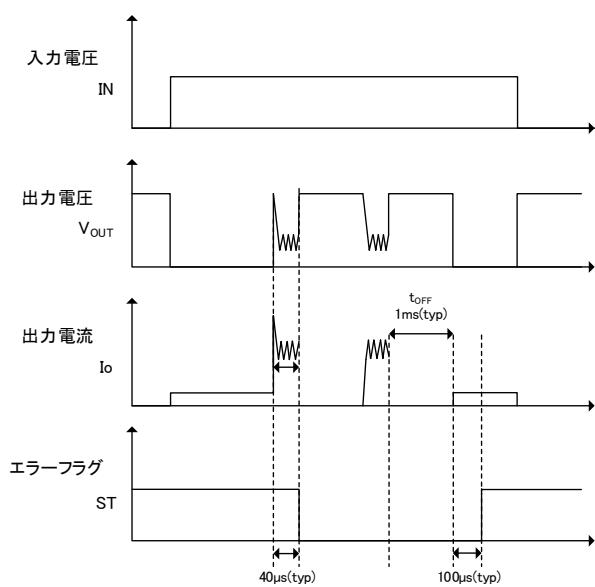 入力電圧
IN
出力電圧
VOUT
tOFF
1ms(typ)
出力電流
Io
エラーフラグ
ST
40μs(typ)
100μs(typ)